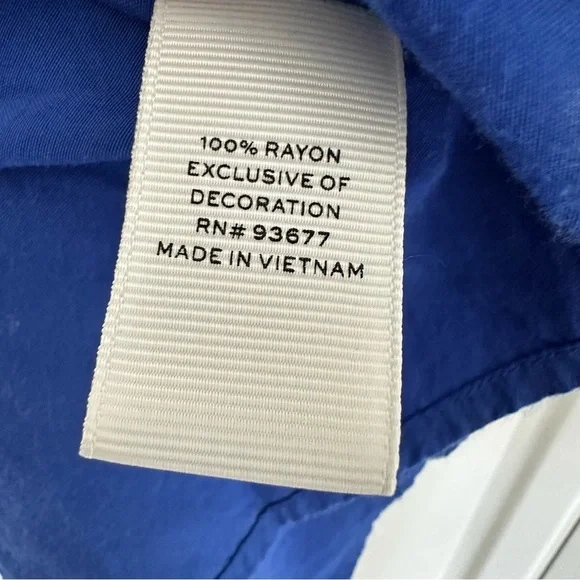 100% RAYON
EXCLUSIVE OF
DECORATION
RN# 93677
MADE IN VIETNAM